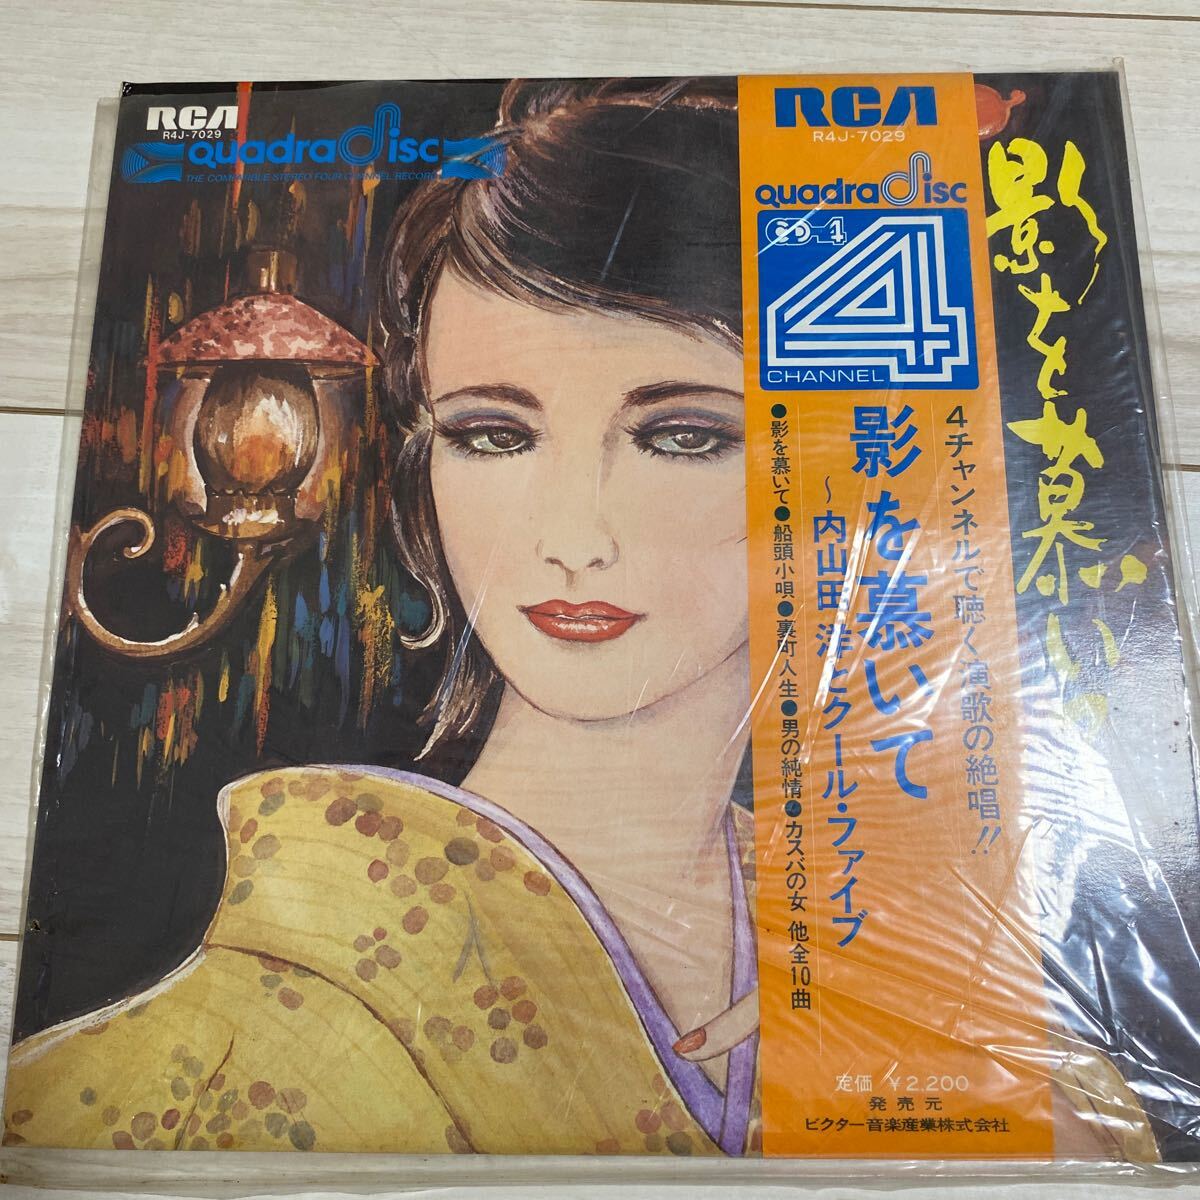 RCA
R4J-7029
quadradisc
THE COMPATIBLE STEREO FOUR CHANNEL RECORD
RCA
R4J-7029
quadradisc
CD-4
4
CHANNEL
4チャンネルで聴く演歌の絶唱!!
影を慕いて
〜内山田洋とクール・ファイブ
●影を慕いて●船頭小唄●裏町人生●男の純情●カスバの女 他全10曲
定価 ¥2,200
発売元
ビクター音楽産業株式会社
影を慕いて